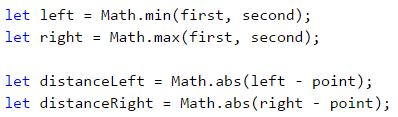 let left = Math.min(first, second);
let right = Math.max(first, second);
let distanceLeft = Math.abs(left - point);
let distanceRight = Math.abs(right - point);